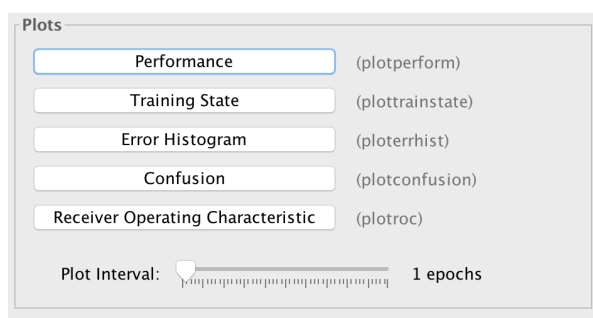 Plots
Performance (plotperform)
Training State (plottrainstate)
Error Histogram (ploterrhist)
Confusion (plotconfusion)
Receiver Operating Characteristic (plotroc)
Plot Interval: 1 epochs